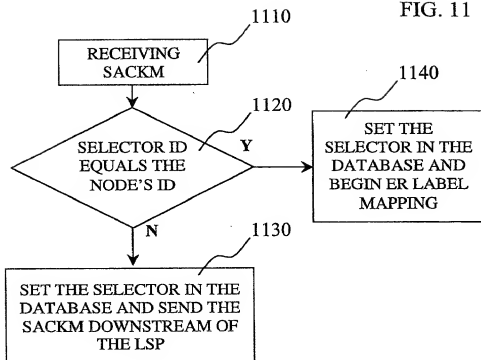 FIG. 11
1110
RECEIVING
SACKM
1120
SELECTOR ID
EQUALS THE
NODE'S ID
Y
1140
SET THE
SELECTOR IN THE
DATABASE AND
BEGIN ER LABEL
MAPPING
N
1130
SET THE SELECTOR IN THE
DATABASE AND SEND THE
SACKM DOWNSTREAM OF
THE LSP